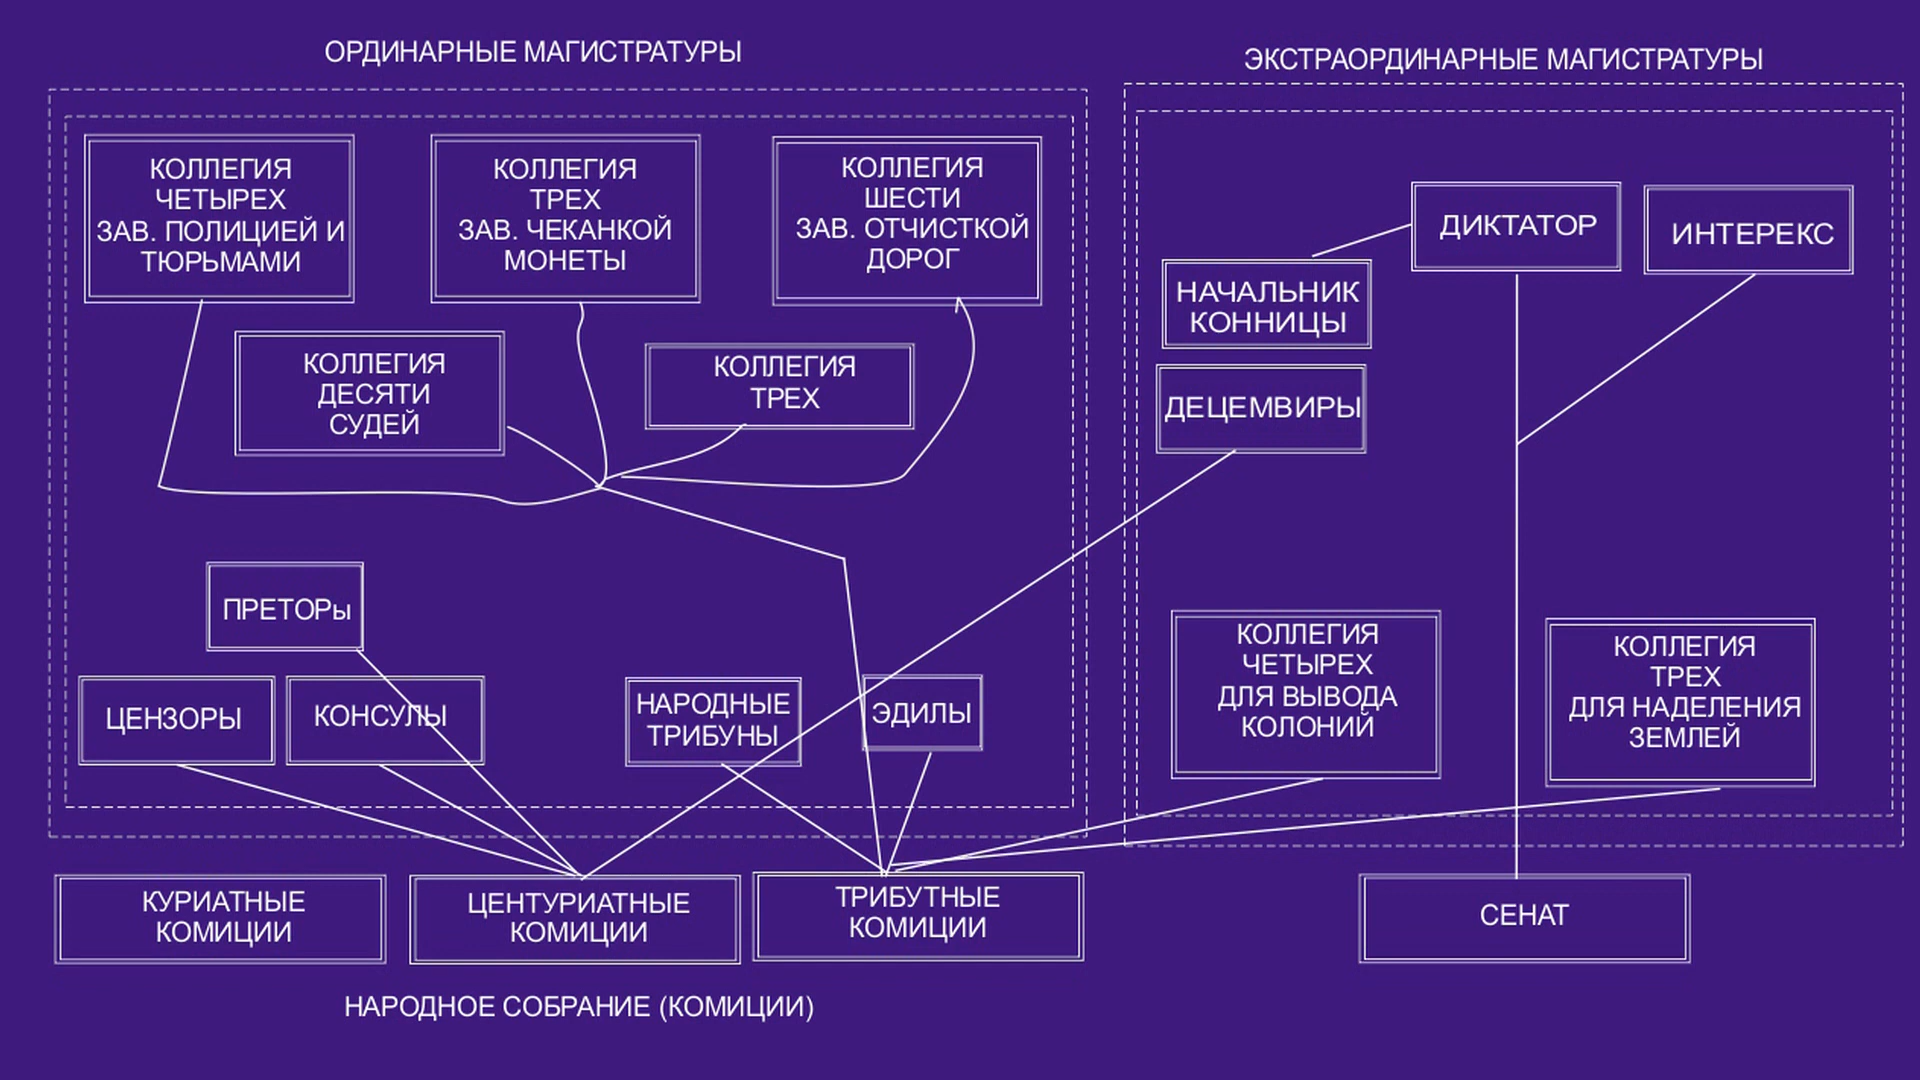 ОРДИНАРНЫЕ МАГИСТРАТУРЫ
ЭКСТРАОРДИНАРНЫЕ МАГИСТРАТУРЫ
КОЛЛЕГИЯ
ЧЕТЫРЕХ
ЗАВ. ПОЛИЦИЕЙ И
ТЮРЬМАМИ
КОЛЛЕГИЯ
ТРЕХ
ЗАВ. ЧЕКАНКОЙ
МОНЕТЫ
КОЛЛЕГИЯ
ШЕСТИ
ЗАВ. ОТЧИСТКОЙ
ДОРОГ
КОЛЛЕГИЯ
ДЕСЯТИ
СУДЕЙ
КОЛЛЕГИЯ
ТРЕХ
ДИКТАТОР
ИНТЕРЕКС
НАЧАЛЬНИК
КОННИЦЫ
ДЕЦЕМВИРЫ
ПРЕТОРы
ЦЕНЗОРЫ
КОНСУЛЫ
НАРОДНЫЕ
ТРИБУНЫ
ЭДИЛЫ
КОЛЛЕГИЯ
ЧЕТЫРЕХ
ДЛЯ ВЫВОДА
КОЛОНИЙ
КОЛЛЕГИЯ
ТРЕХ
ДЛЯ НАДЕЛЕНИЯ
ЗЕМЛЕЙ
КУРИАТНЫЕ
КОМИЦИИ
ЦЕНТУРИАТНЫЕ
КОМИЦИИ
ТРИБУТНЫЕ
КОМИЦИИ
СЕНАТ
НАРОДНОЕ СОБРАНИЕ (КОМИЦИИ)